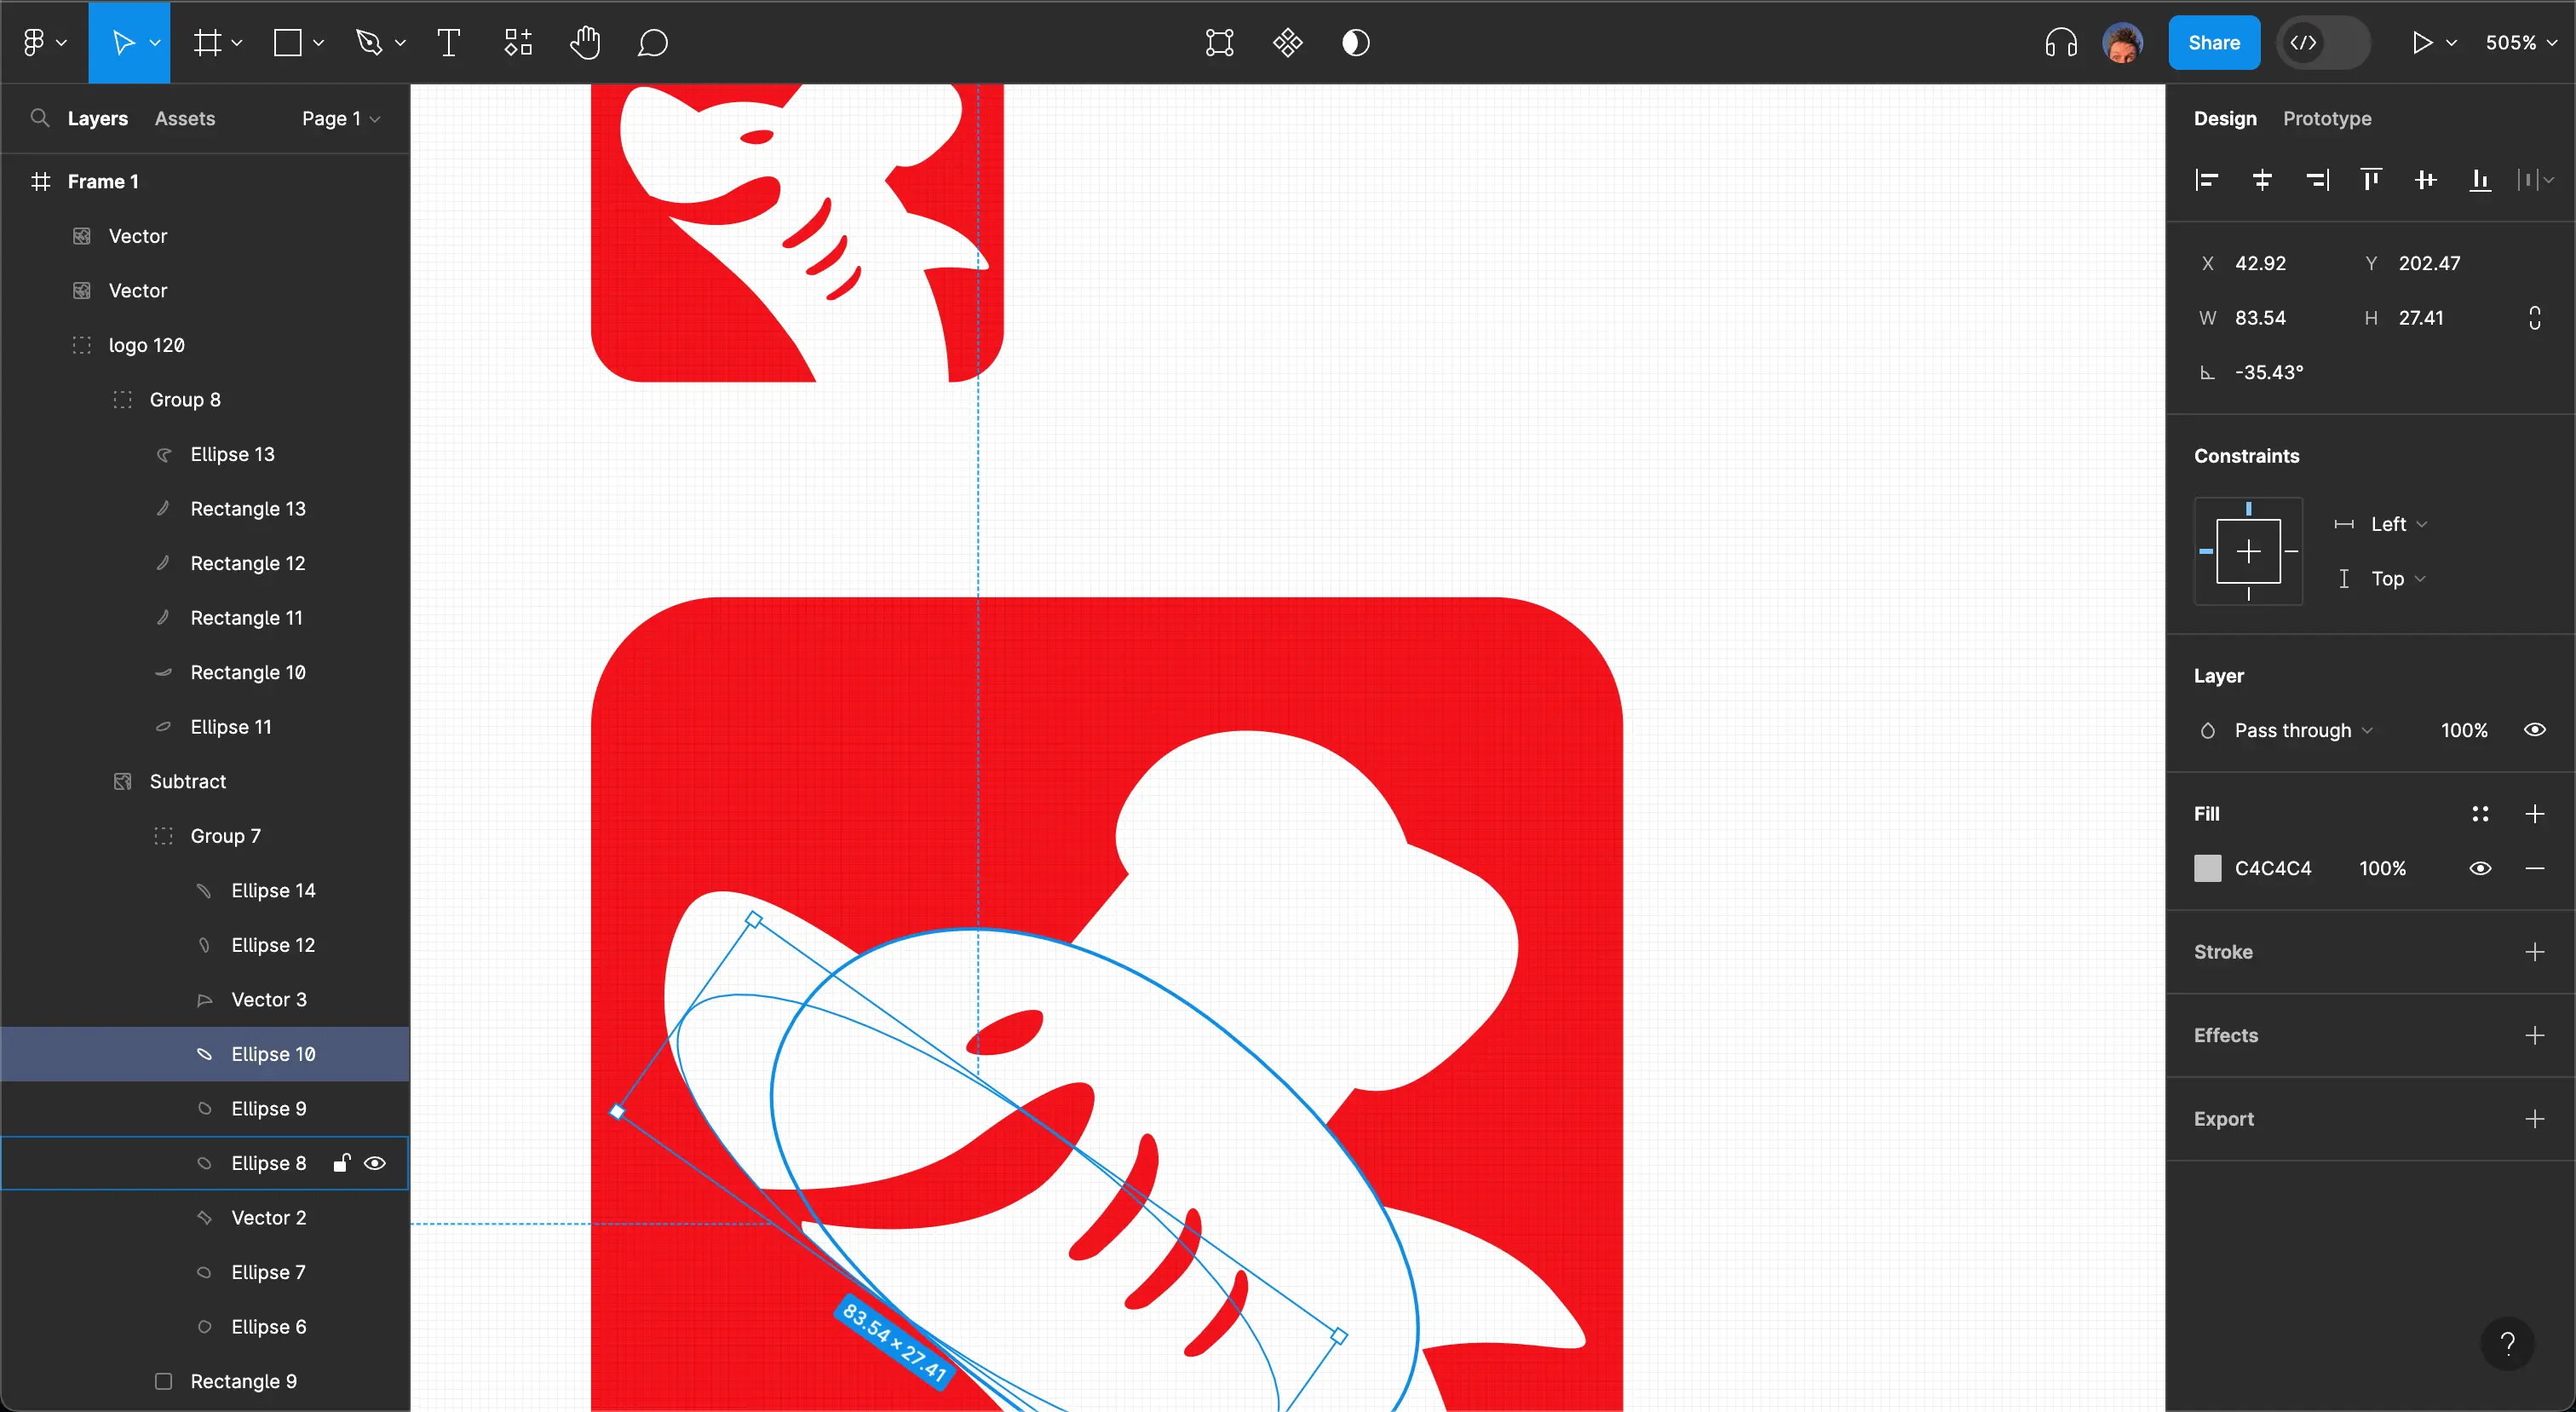 Share
505%
Layers
Assets
Page 1
Frame 1
Vector
Vector
logo 120
Group 8
Ellipse 13
Rectangle 13
Rectangle 12
Rectangle 11
Rectangle 10
Ellipse 11
Subtract
Group 7
Ellipse 14
Ellipse 12
Vector 3
Ellipse 10
Ellipse 9
Ellipse 8
Vector 2
Ellipse 7
Ellipse 6
Rectangle 9
83.54 × 27.41
Design
Prototype
X 42.92 Y 202.47
W 83.54 H 27.41
-35.43°
Constraints
Left
Top
Layer
Pass through 100%
Fill
C4C4C4 100%
Stroke
Effects
Export
?